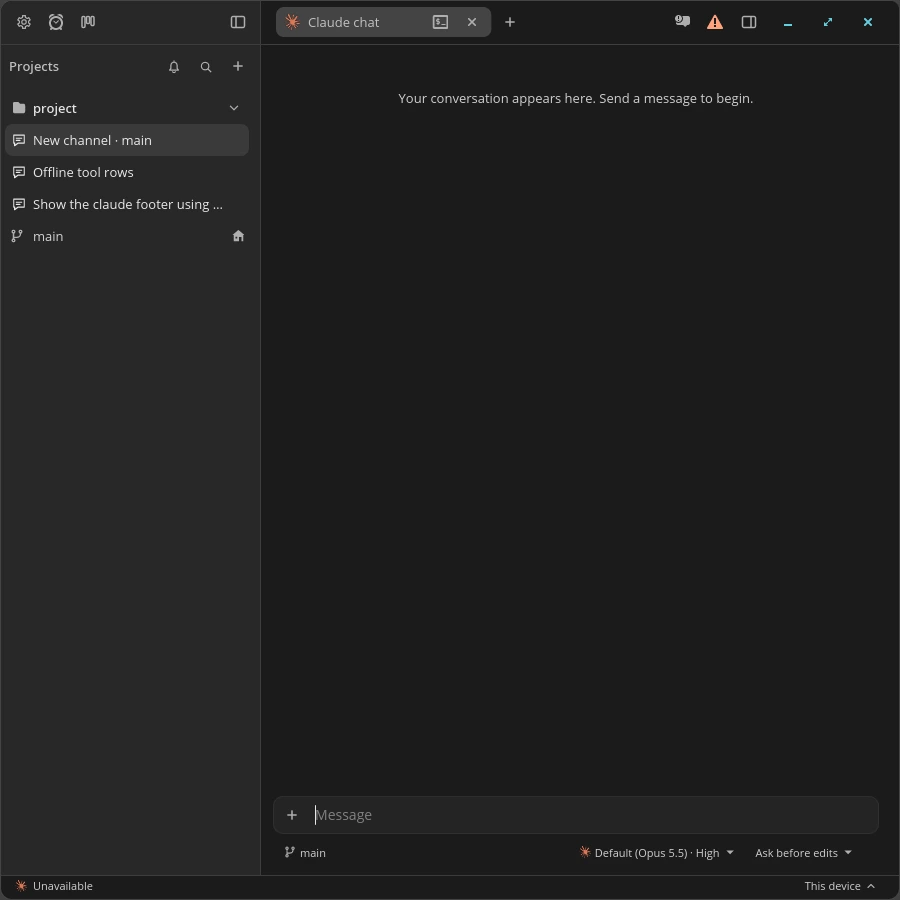 Claude chat
Projects
project
New channel · main
Offline tool rows
Show the claude footer using ...
main
Your conversation appears here. Send a message to begin.
Message
main
Default (Opus 5.5) · High
Ask before edits
Unavailable
This device